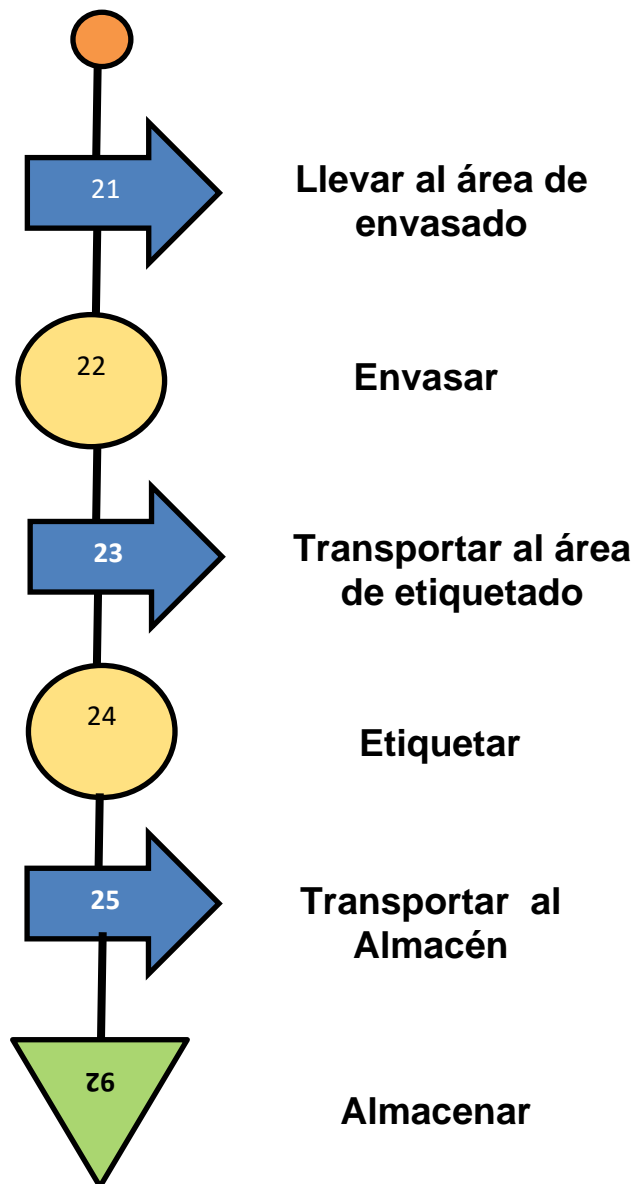 21
Llevar al área de
envasado
22
Envasar
23
Transportar al área
de etiquetado
24
Etiquetar
25
Transportar al
Almacén
26
Almacenar